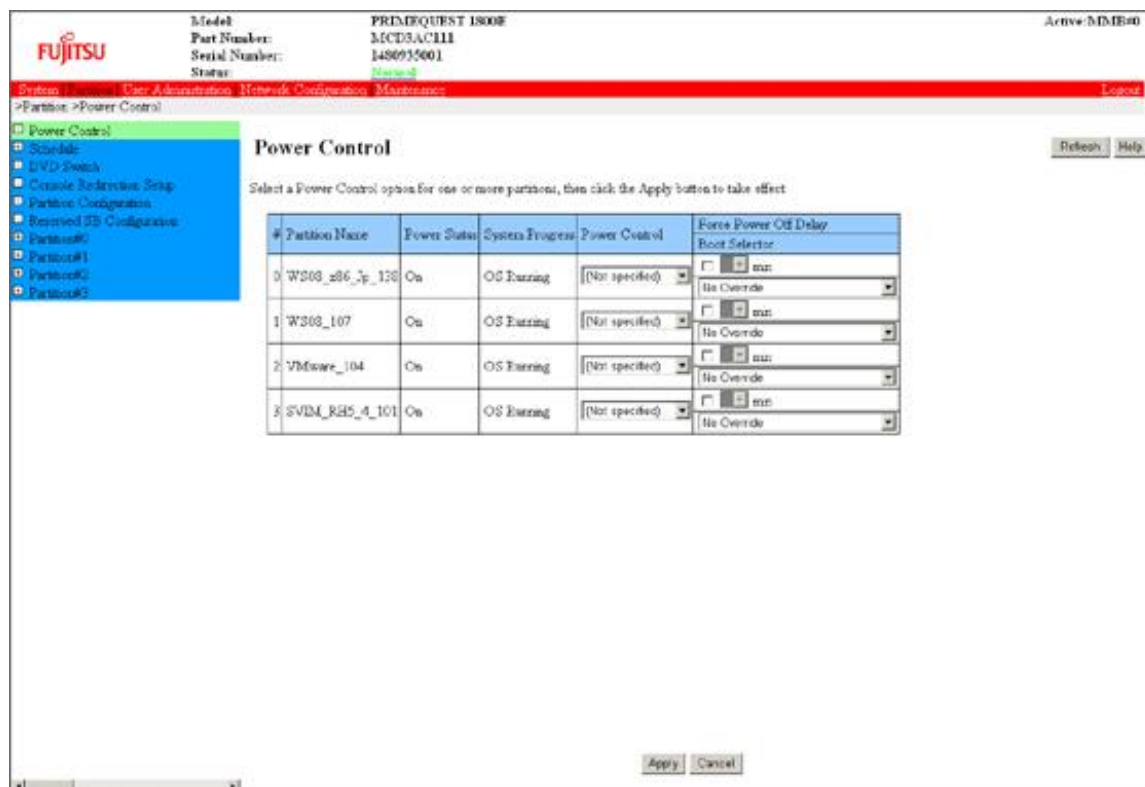 FUJITSU
Model: PRIMEQUEST 1800E
Part Number: MCD3AC111
Serial Number: 1480935001
Status: Normal
Active:MMB#0
System Partition User Administration Network Configuration Maintenance Logout
>Partition >Power Control
Power Control
Schedule
DVD Switch
Console Redirection Setup
Partition Configuration
Reserved SB Configuration
Partition#0
Partition#1
Partition#2
Partition#3
Power Control
Refresh Help
Select a Power Control option for one or more partitions, then click the Apply button to take effect
# Partition Name Power Status System Progress Power Control Force Power Off Delay
Boot Selector
0 WS08_z86_Jp_138 On OS Running (Not specified) min
No Override
1 WS08_107 On OS Running (Not specified) min
No Override
2 VMware_104 On OS Running (Not specified) min
No Override
3 SVIM_RH5_4_101 On OS Running (Not specified) min
No Override
Apply Cancel